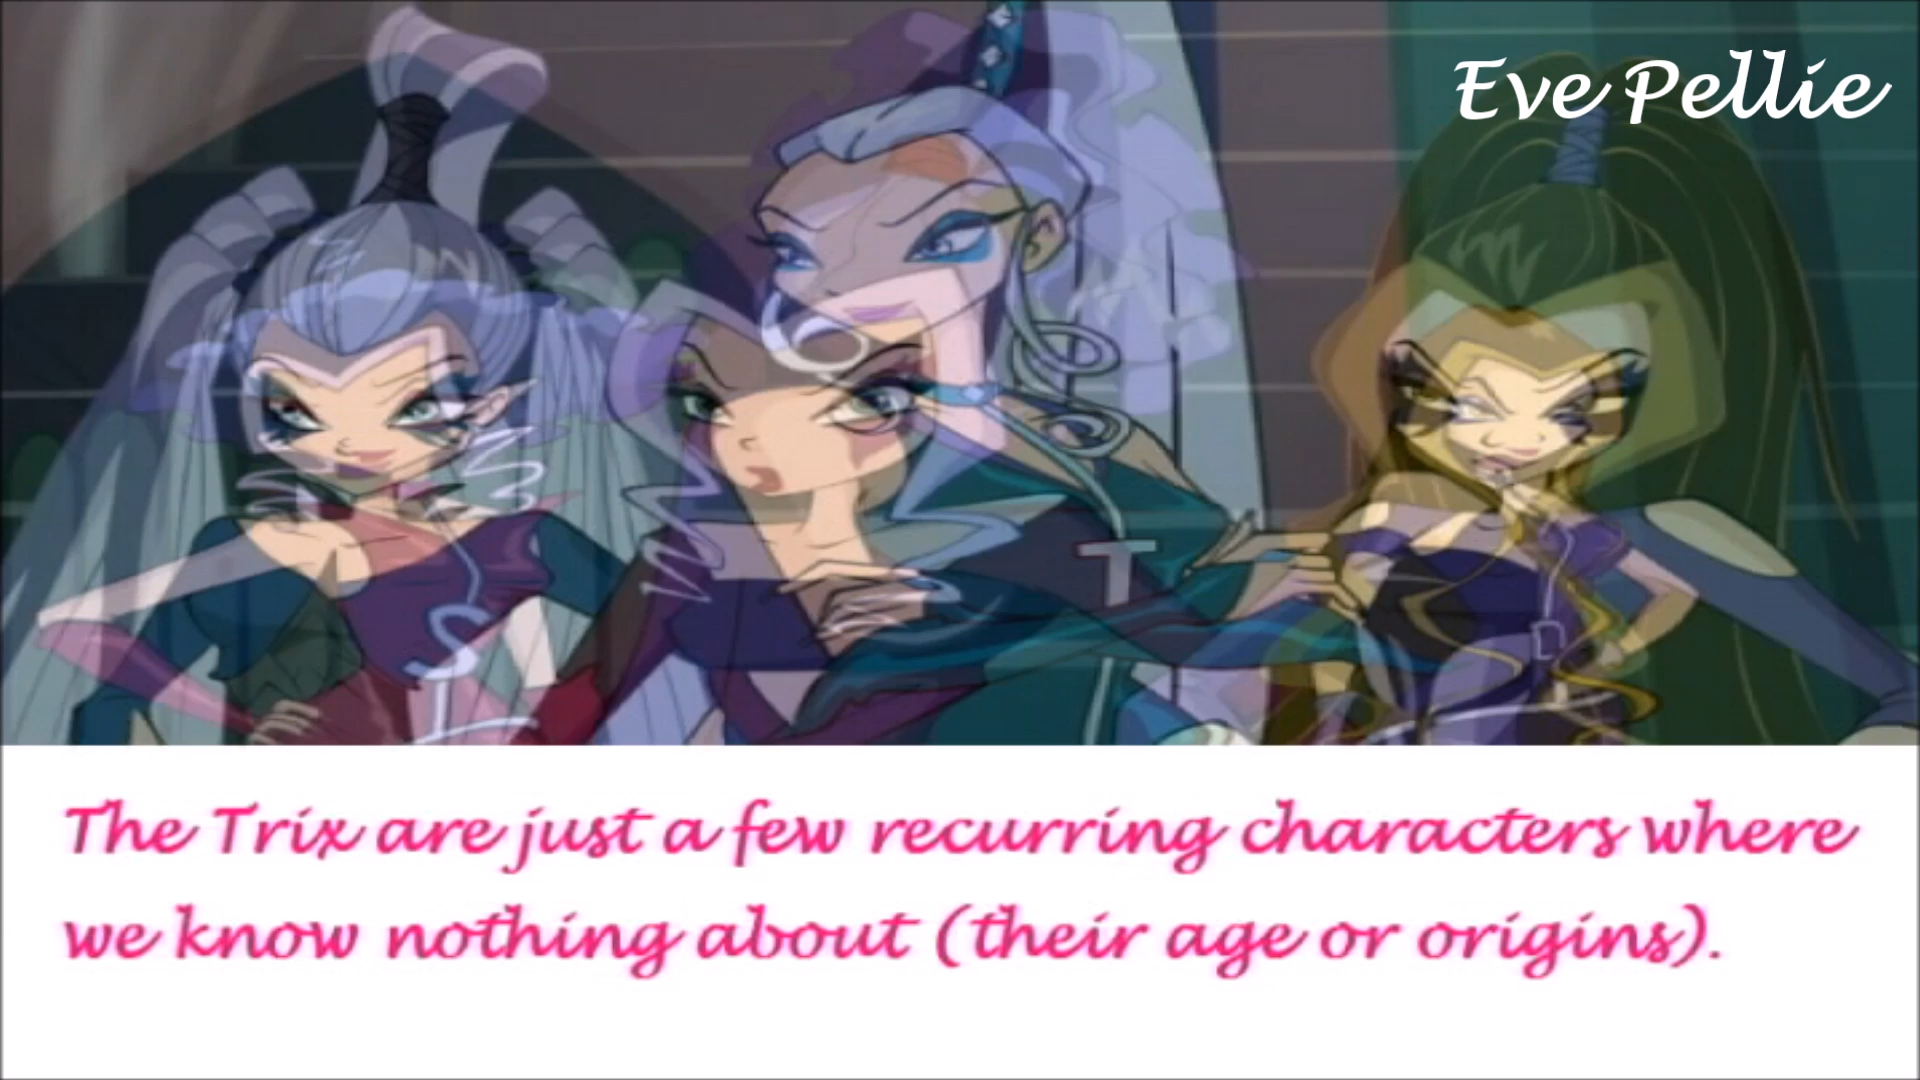 Eve Pellie
The Trix are just a few recurring characters where
we know nothing about (their age or origins).